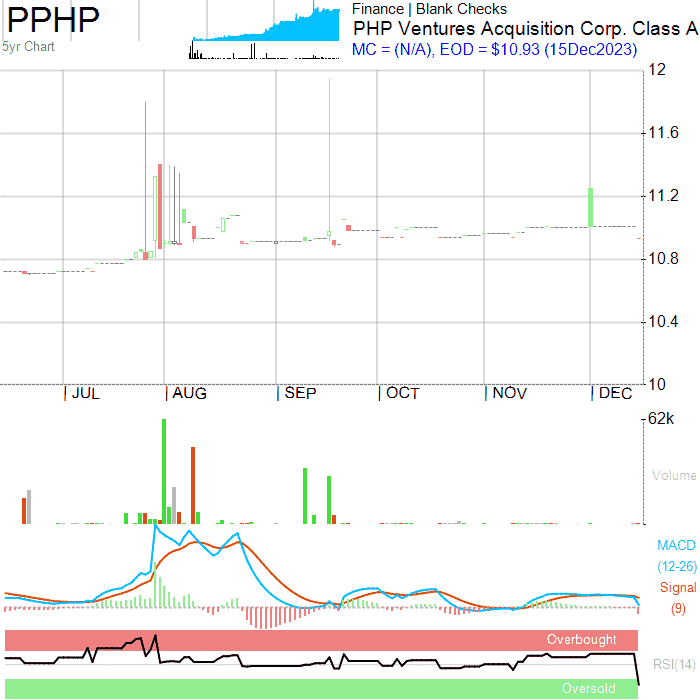 PPHP
5yr Chart
Finance | Blank Checks
PHP Ventures Acquisition Corp. Class A
MC = (N/A), EOD = $10.93 (15Dec2023)
12
11.6
11.2
10.8
10.4
10
JUL AUG SEP OCT NOV DEC
62k
Volume
MACD
(12-26)
Signal
(9)
Overbought
RSI(14)
Oversold